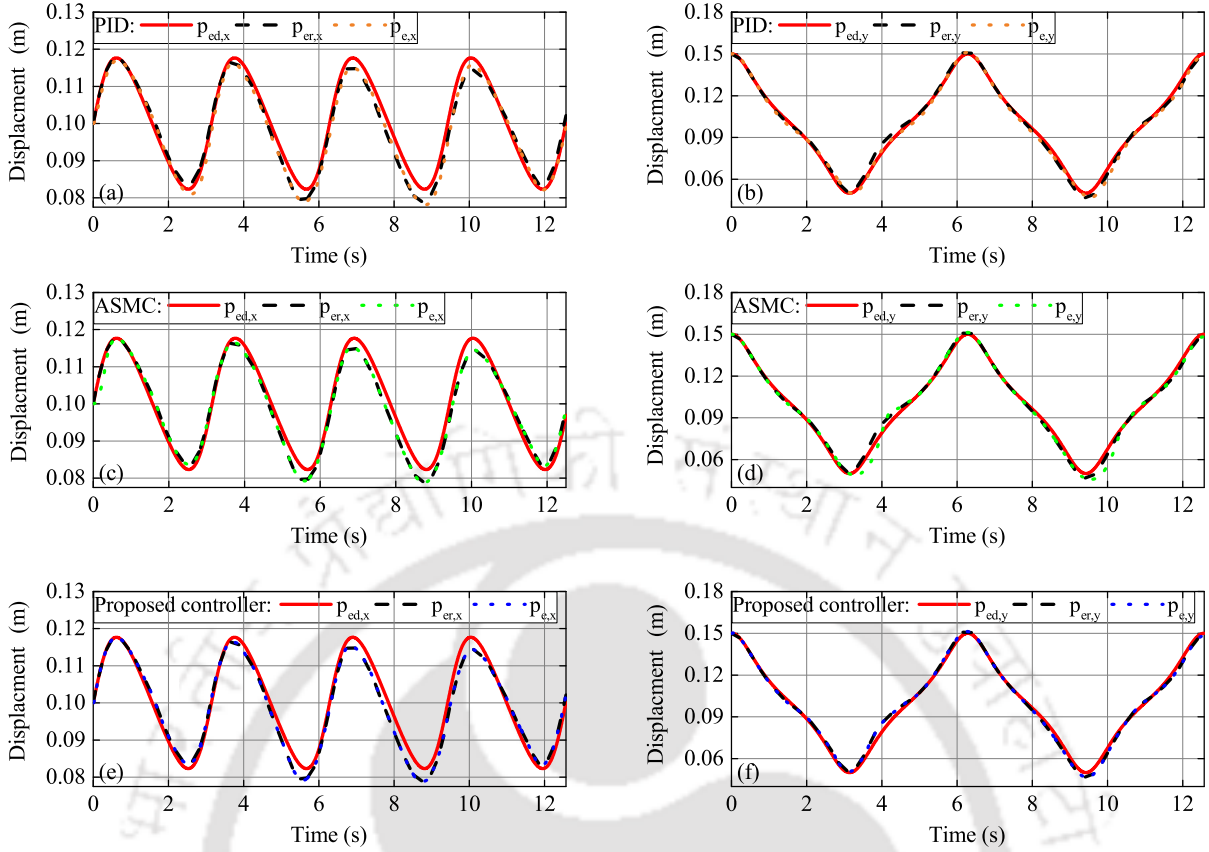 PID: p_ed,x p_er,x p_e,x
0.13
0.12
0.11
0.10
0.09
0.08
Displacment (m)
(a)
0 2 4 6 8 10 12
Time (s)
PID: p_ed,y p_er,y p_e,y
0.18
0.15
0.12
0.09
0.06
Displacment (m)
(b)
0 2 4 6 8 10 12
Time (s)
ASMC: p_ed,x p_er,x p_e,x
0.13
0.12
0.11
0.10
0.09
0.08
Displacment (m)
(c)
0 2 4 6 8 10 12
Time (s)
ASMC: p_ed,y p_er,y p_e,y
0.18
0.15
0.12
0.09
0.06
Displacment (m)
(d)
0 2 4 6 8 10 12
Time (s)
Proposed controller: p_ed,x p_er,x p_e,x
0.13
0.12
0.11
0.10
0.09
0.08
Displacment (m)
(e)
0 2 4 6 8 10 12
Time (s)
Proposed controller: p_ed,y p_er,y p_e,y
0.18
0.15
0.12
0.09
0.06
Displacment (m)
(f)
0 2 4 6 8 10 12
Time (s)